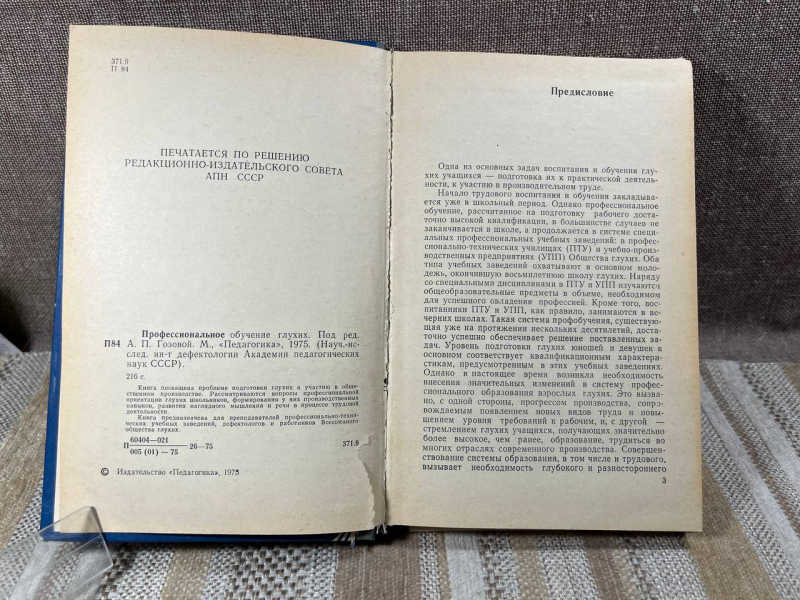 371.9
П 84
ПЕЧАТАЕТСЯ ПО РЕШЕНИЮ
РЕДАКЦИОННО-ИЗДАТЕЛЬСКОГО СОВЕТА
АПН СССР
Профессиональное обучение глухих. Под ред.
П84 А. П. Гозовой. М., «Педагогика», 1975. (Науч.-ис-
след. ин-т дефектологии Академии педагогических
наук СССР).
216 с.
Книга посвящена проблеме подготовки глухих к участию в обще-
ственном производстве. Рассматриваются вопросы профессиональной
ориентации глухих школьников, формирования у них производственных
навыков, развития наглядного мышления и речи в процессе трудовой
деятельности.
Книга предназначена для преподавателей профессионально-техни-
ческих учебных заведений, дефектологов и работников Всесоюзного
общества глухих.
П 60404—021 26—75 371.9
005 (01) — 75
© Издательство «Педагогика», 1975
Предисловие
Одна из основных задач воспитания и обучения глу-
хих учащихся — подготовка их к практической деятель-
ности, к участию в производительном труде.
Начало трудового воспитания и обучения закладыва-
ется уже в школьный период. Однако профессиональное
обучение, рассчитанное на подготовку рабочего доста-
точно высокой квалификации, в большинстве случаев не
заканчивается в школе, а продолжается в системе специ-
альных профессиональных учебных заведений: в профес-
сионально-технических училищах (ПТУ) и учебно-произ-
водственных предприятиях (УПП) Общества глухих. Оба
типа учебных заведений охватывают в основном моло-
дежь, окончившую восьмилетнюю школу глухих. Наряду
со специальными дисциплинами в ПТУ и УПП изучаются
общеобразовательные предметы в объеме, необходимом
для успешного овладения профессией. Кроме того, вос-
питанники ПТУ и УПП, как правило, занимаются в ве-
черних школах. Такая система профобучения, существую-
щая уже на протяжении нескольких десятилетий, доста-
точно успешно обеспечивает решение поставленных задач.
Уровень подготовки глухих юношей и девушек в
основном соответствует квалификационным характерис-
тикам, предусмотренным в этих учебных заведениях.
Однако в настоящее время возникла необходимость
внесения значительных изменений в систему профес-
сионального образования взрослых глухих. Это вызва-
но, с одной стороны, прогрессом производства, сопро-
вождаемым появлением новых видов труда и повы-
шением уровня требований к рабочим, и, с другой —
стремлением глухих учащихся, получающих значительно
более высокое, чем ранее, образование, трудиться во
многих отраслях современного производства. Совершен-
ствование системы образования, в том числе и трудового,
вызывает необходимость глубокого и разностороннего
3